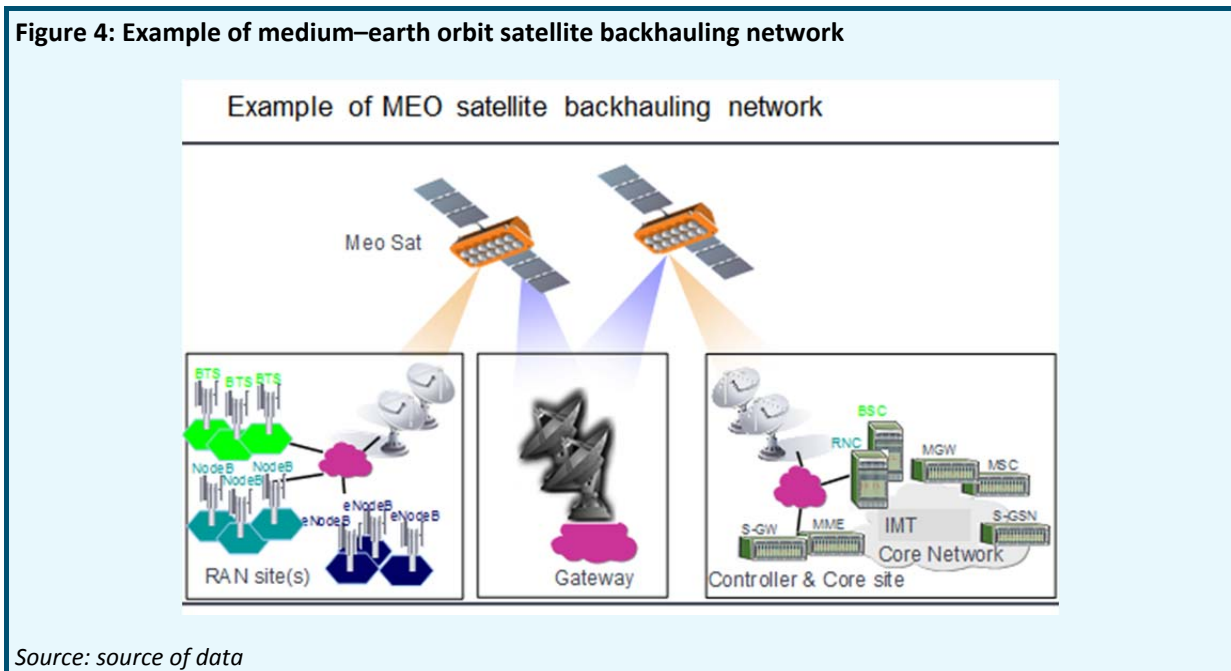 Figure 4: Example of medium–earth orbit satellite backhauling network
Example of MEO satellite backhauling network
Meo Sat
BTS
BTS
BTS
NodeB
NodeB
NodeB
eNodeB
eNodeB
eNodeB
RAN site(s)
Gateway
BSC
RNC
MGW
MSC
S-GW
MME
IMT
S-GSN
Core Network
Controller & Core site
Source: source of data